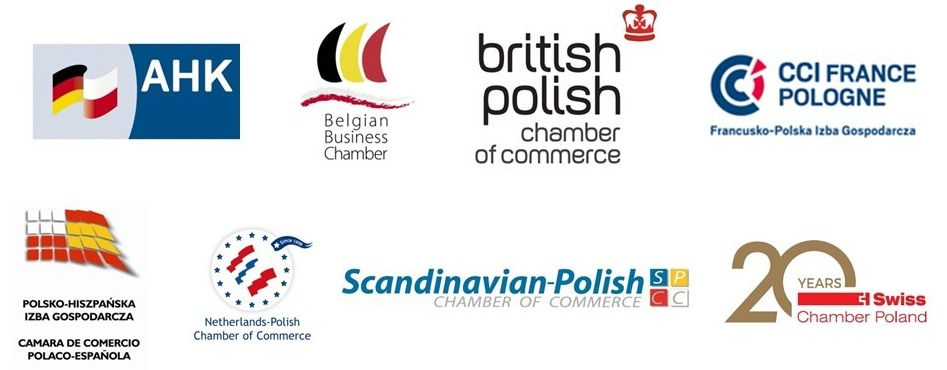 AHK
Belgian
Business
Chamber
british
polish
chamber
of commerce
CCI FRANCE
POLOGNE
Francusko-Polska Izba Gospodarcza
POLSKO-HISZPAŃSKA
IZBA GOSPODARCZA
CAMARA DE COMERCIO
POLACO-ESPAÑOLA
Since 1998
Netherlands-Polish
Chamber of Commerce
Scandinavian-Polish
CHAMBER OF COMMERCE
S P
C C
20
YEARS
Swiss
Chamber Poland